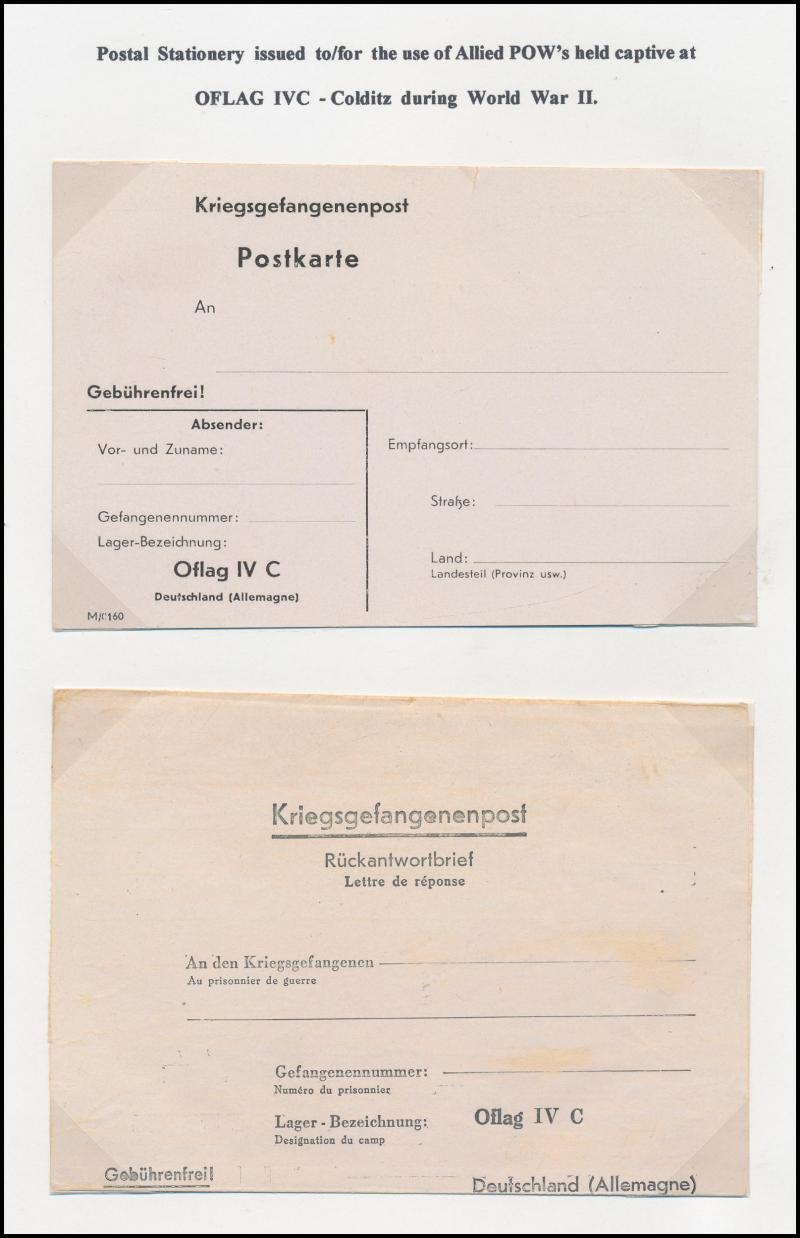 Postal Stationery issued to/for the use of Allied POW's held captive at
OFLAG IVC - Colditz during World War II.
Kriegsgefangenenpost
Postkarte
An
Gebührenfrei!
Absender:
Vor- und Zuname:
Gefangenennummer:
Lager-Bezeichnung:
Oflag IV C
Deutschland (Allemagne)
M/C160
Empfangsort:
Straße:
Land:
Landesteil (Provinz usw.)
Kriegsgefangenenpost
Rückantwortbrief
Lettre de réponse
An den Kriegsgefangenen
Au prisonnier de guerre
Gefangenennummer:
Numéro du prisonnier
Lager - Bezeichnung: Oflag IV C
Designation du camp
Gebührenfrei!
Deutschland (Allemagne)